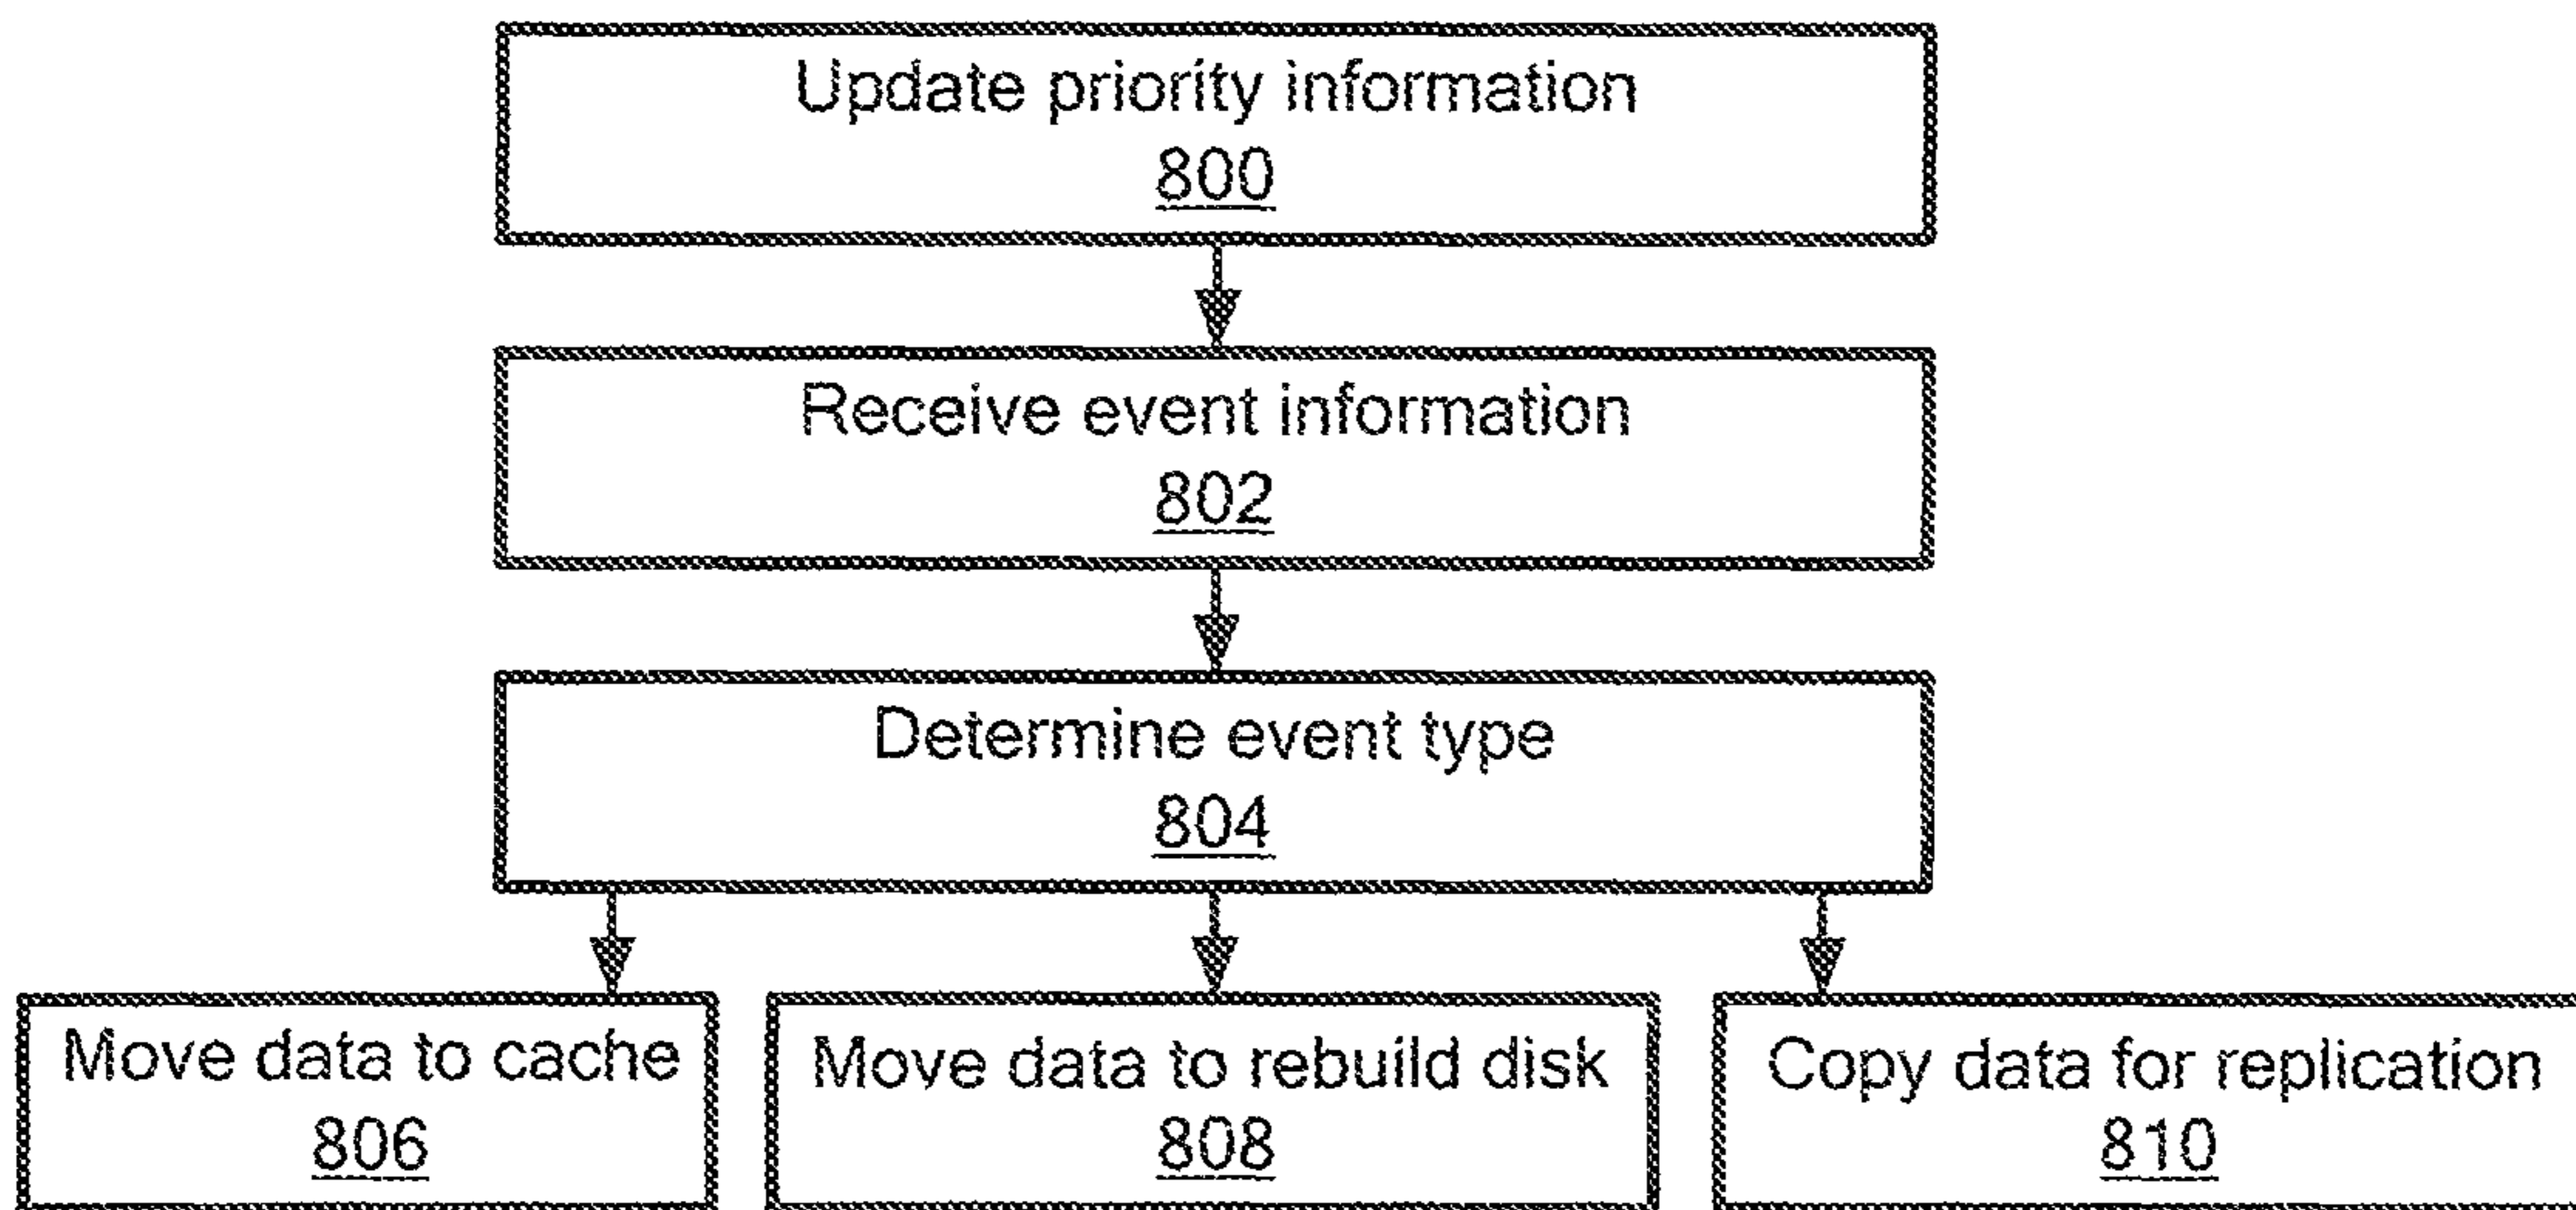 Update priority information
800
Receive event information
802
Determine event type
804
Move data to cache
806
Move data to rebuild disk
808
Copy data for replication
810